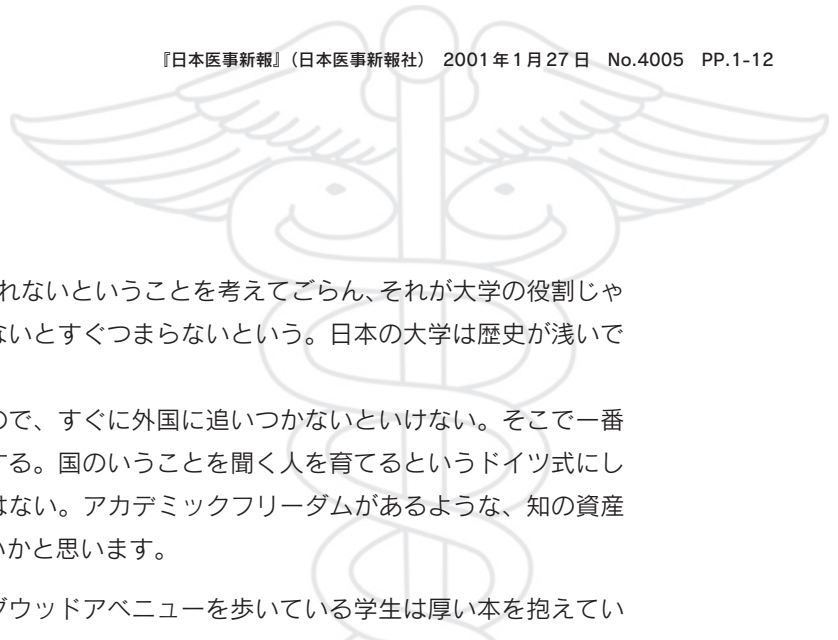 『日本医事新報』（日本医事新報社） 2001年1月27日 No.4005 PP.1-12
れないということを考えてごらん、それが大学の役割じゃ
ないとすぐつまらないという。日本の大学は歴史が浅いで
ので、すぐに外国に追いつかないといけない。そこで一番
する。国のいうことを聞く人を育てるというドイツ式にし
はない。アカデミックフリーダムがあるような、知の資産
いかと思います。
グウッドアベニューを歩いている学生は厚い本を抱えてい